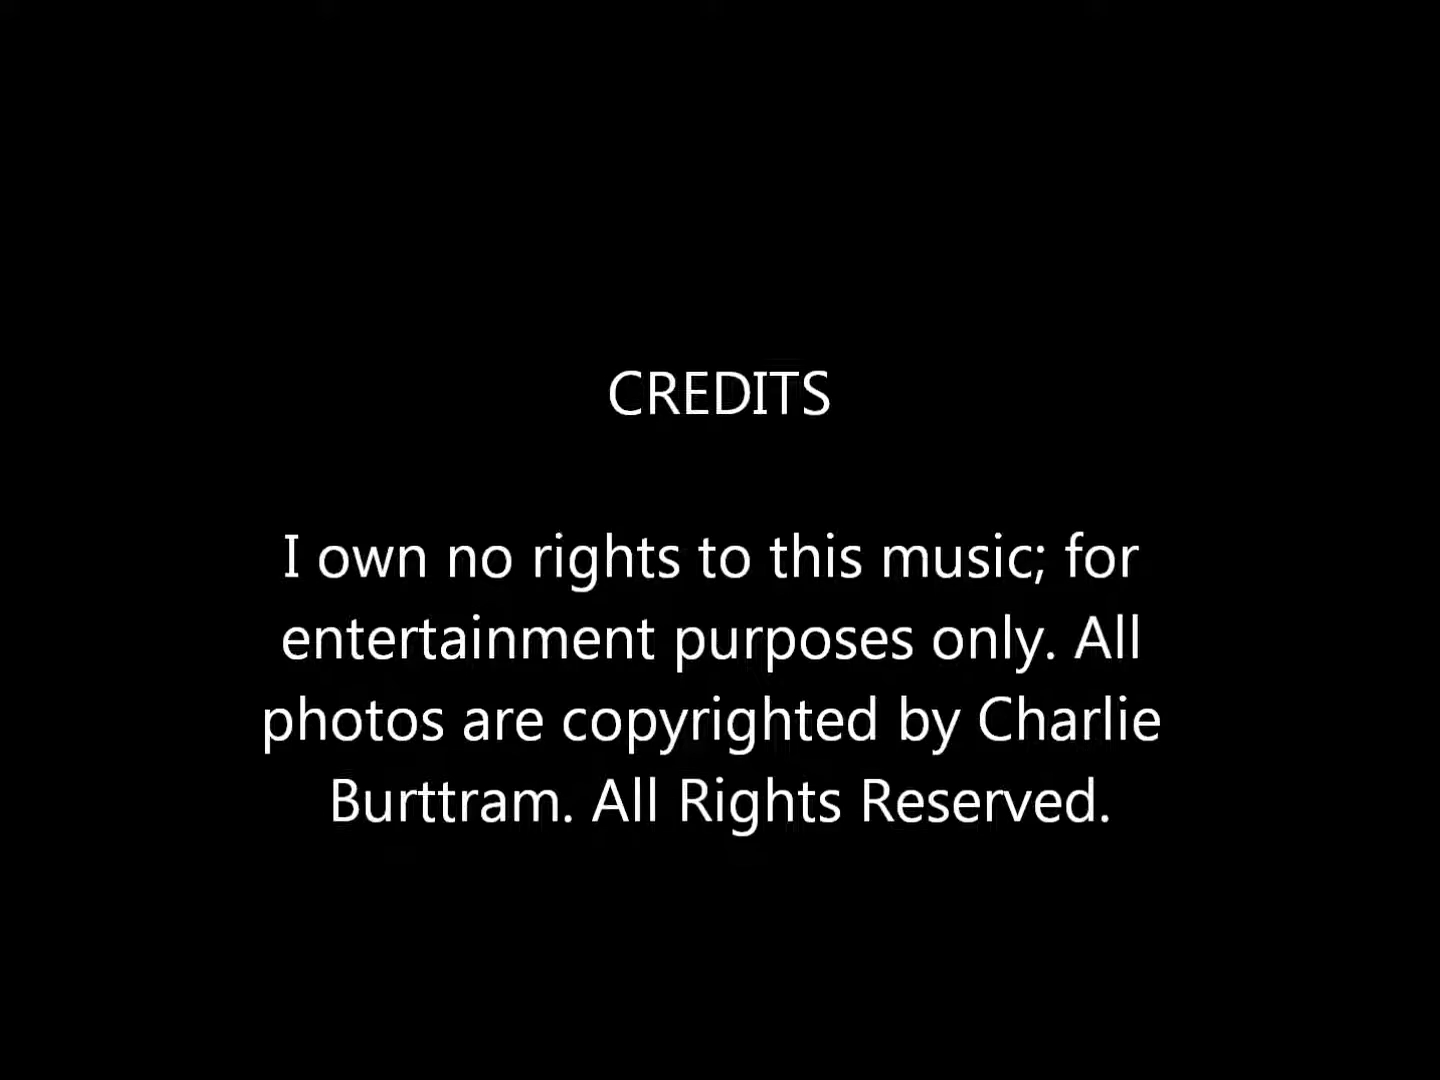 CREDITS
I own no rights to this music; for
entertainment purposes only. All
photos are copyrighted by Charlie
Burttram. All Rights Reserved.